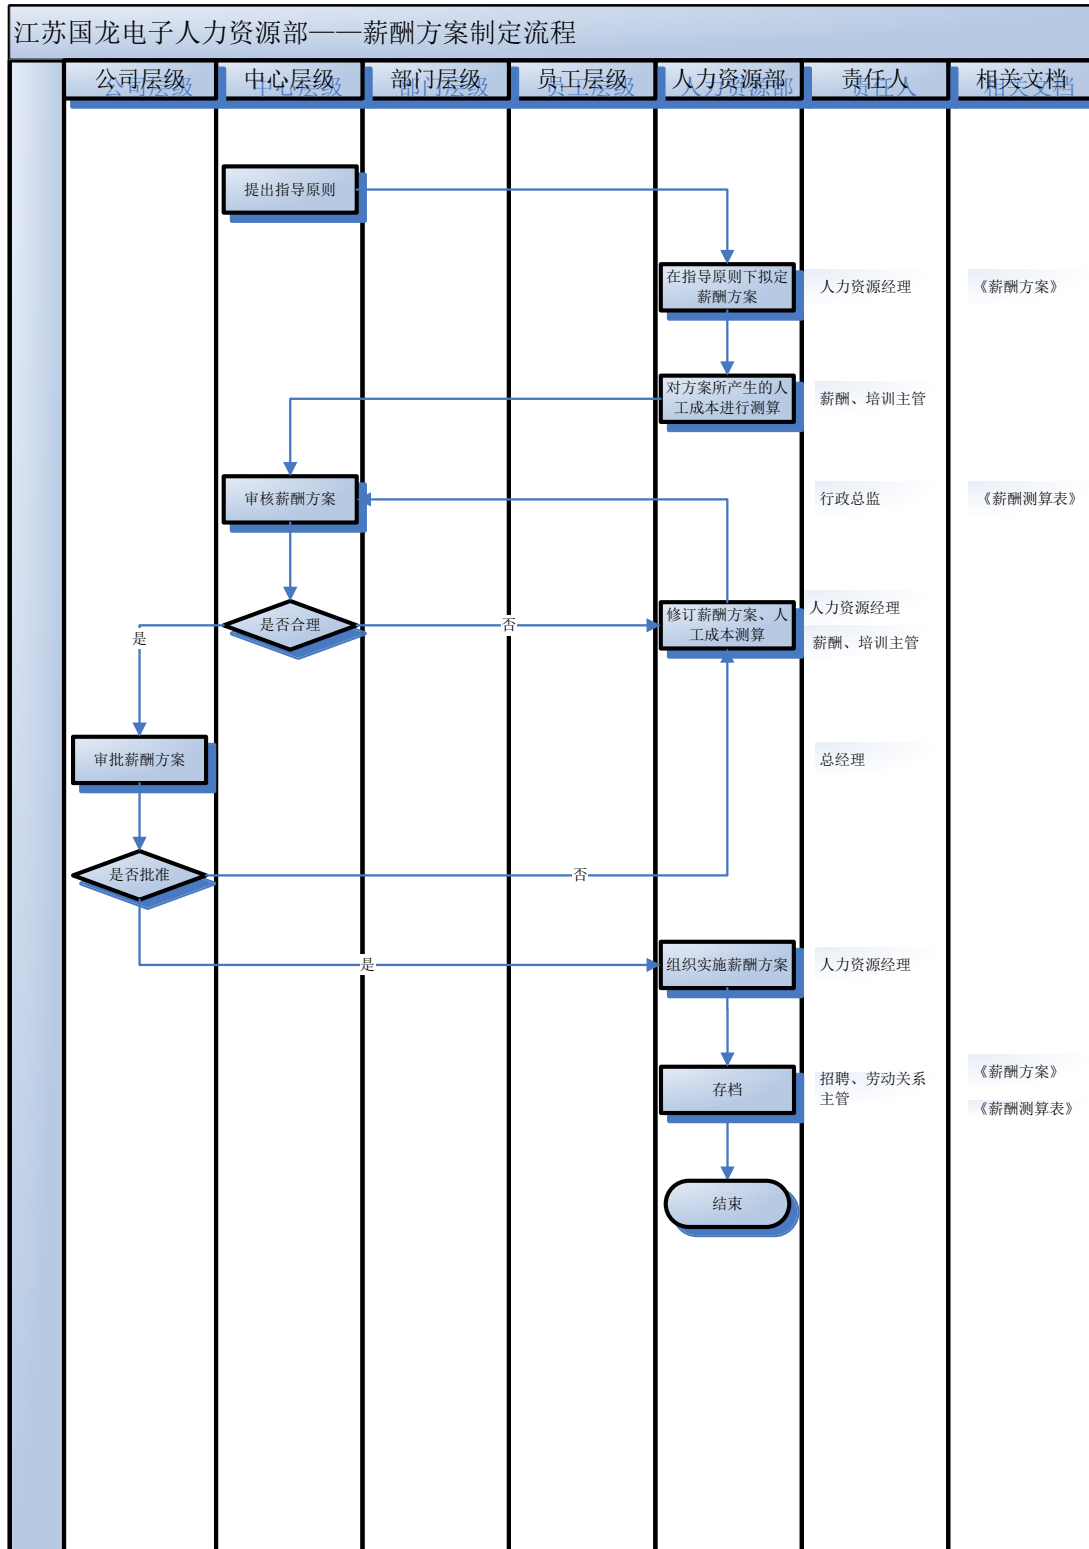 江苏国龙电子人力资源部——薪酬方案制定流程
公司层级
中心层级
部门层级
员工层级
人力资源部
责任人
相关文档
提出指导原则
在指导原则下拟定
薪酬方案
人力资源经理
《薪酬方案》
对方案所产生的人
工成本进行测算
薪酬、培训主管
审核薪酬方案
行政总监
《薪酬测算表》
是否合理
是
否
修订薪酬方案、人
工成本测算
人力资源经理
薪酬、培训主管
审批薪酬方案
总经理
是否批准
否
是
组织实施薪酬方案
人力资源经理
存档
招聘、劳动关系
主管
《薪酬方案》
《薪酬测算表》
结束